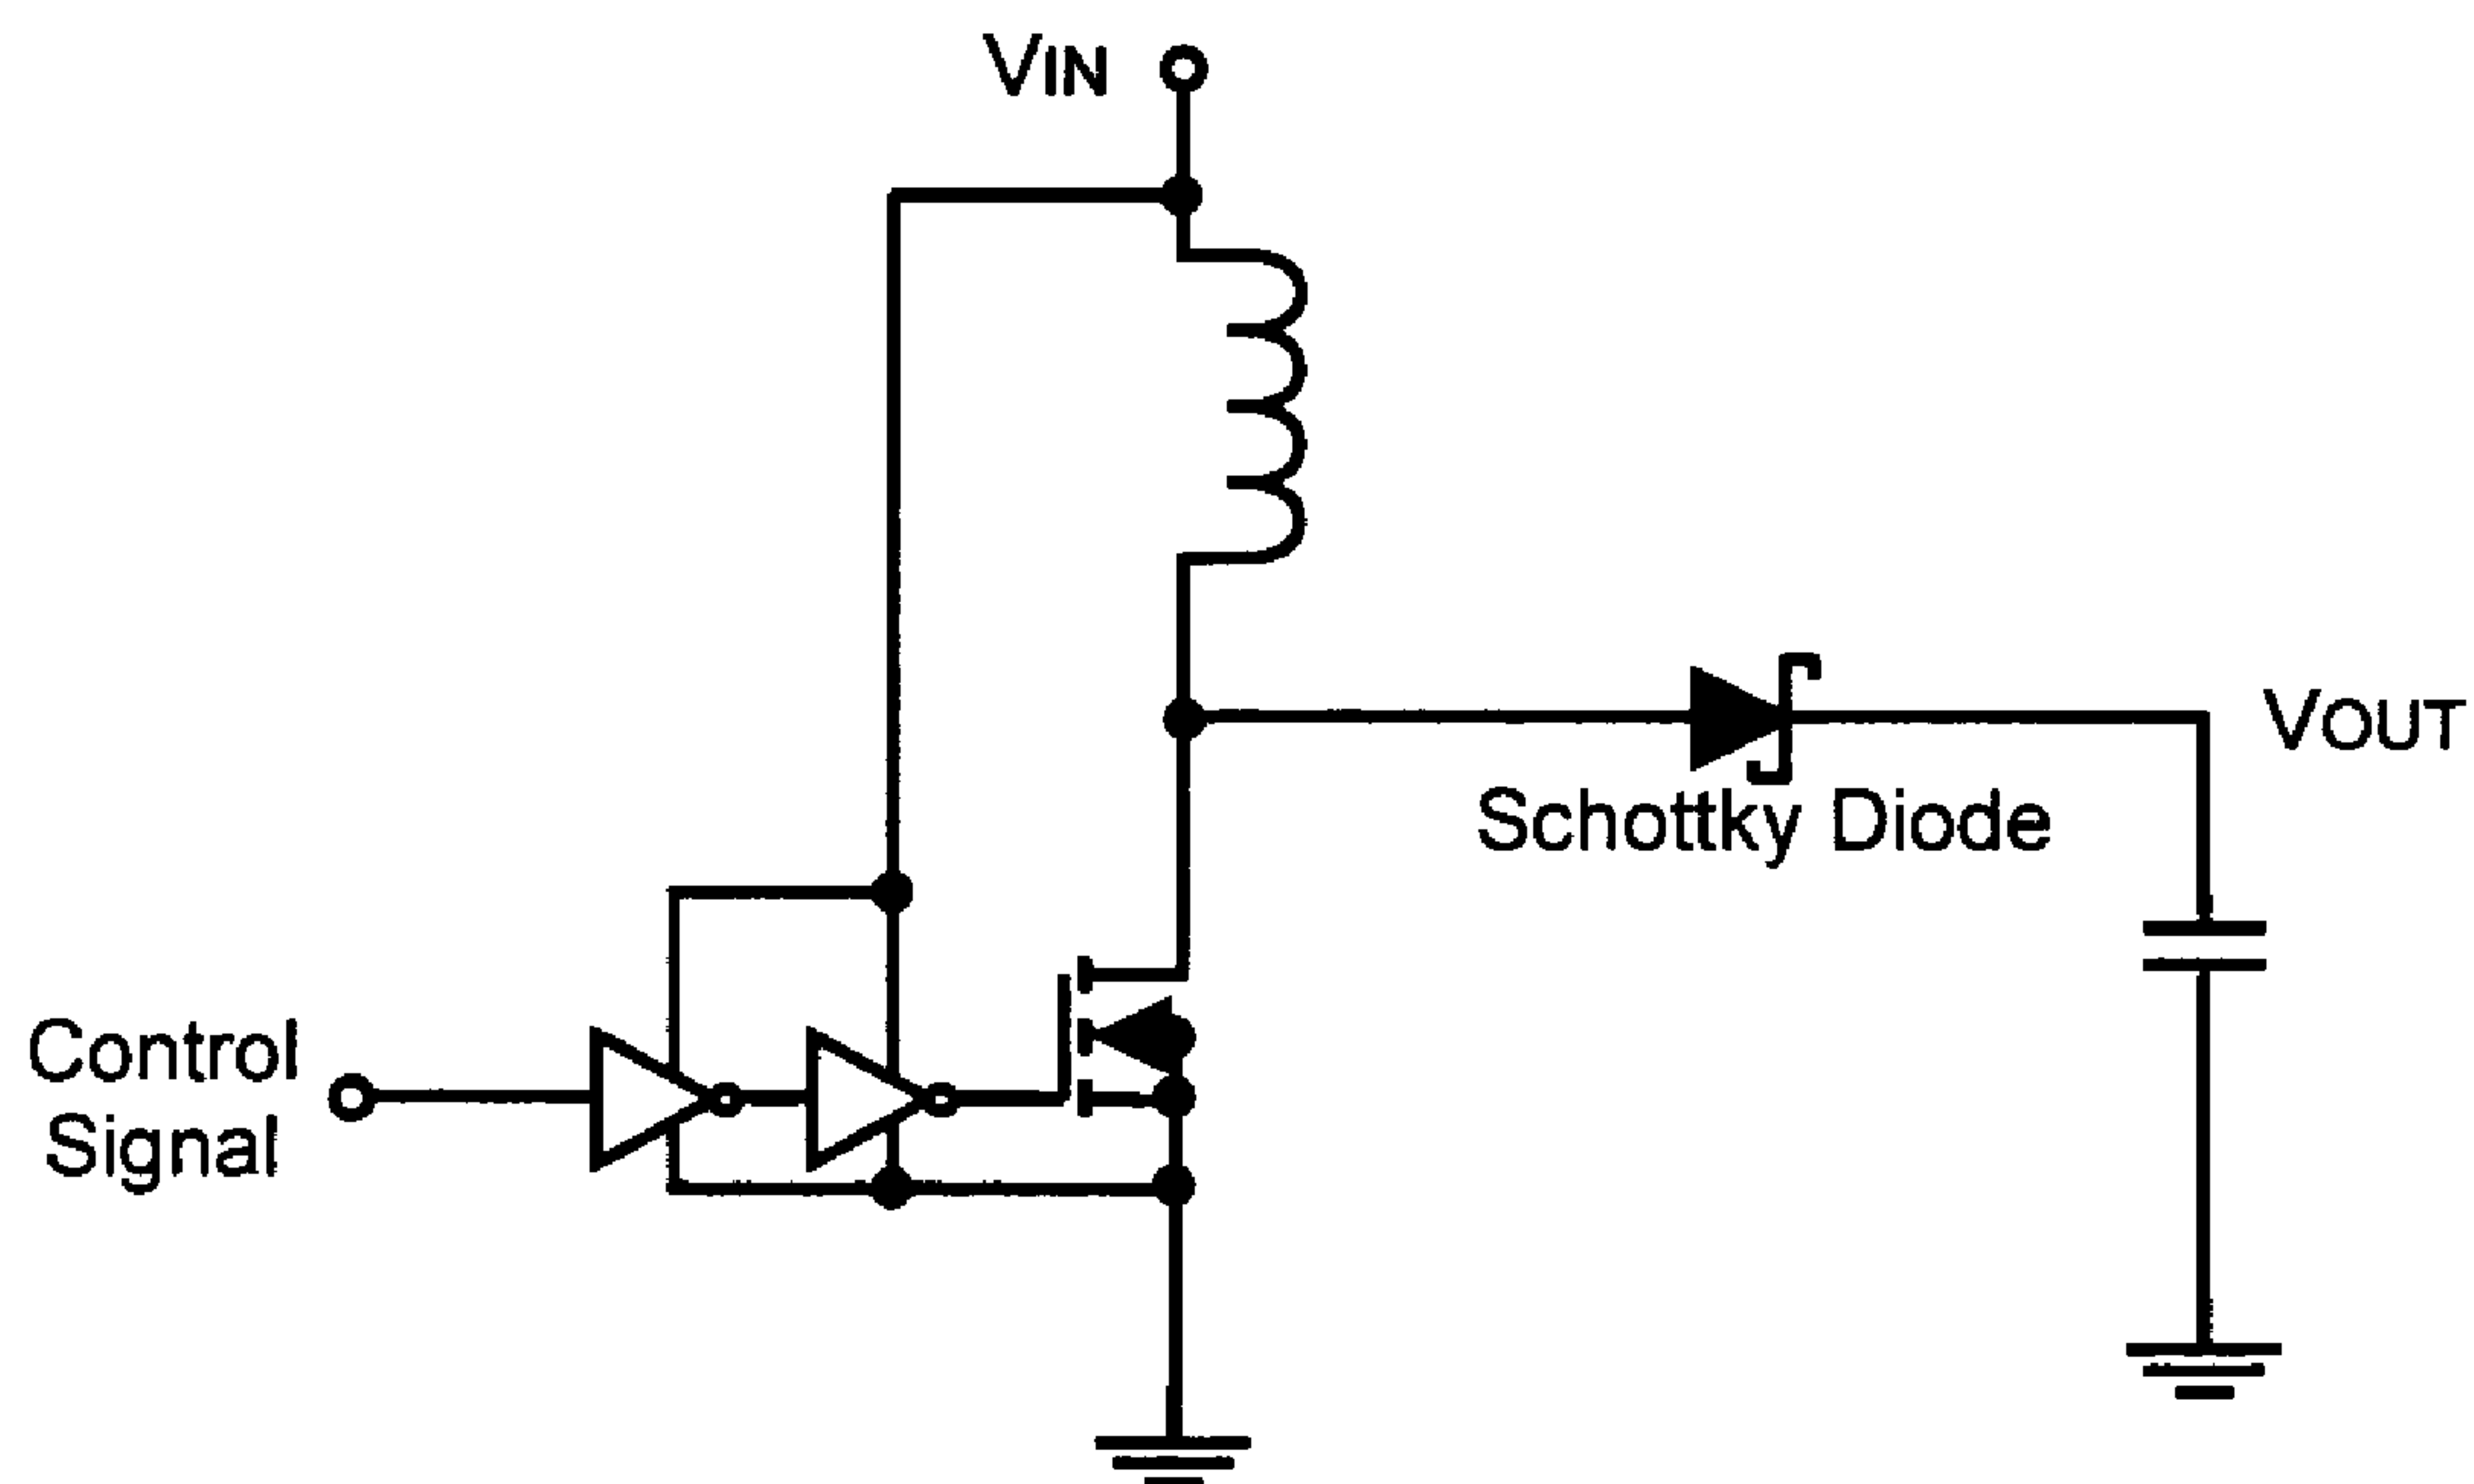 VIN
VOUT
Schottky Diode
Control
Signal